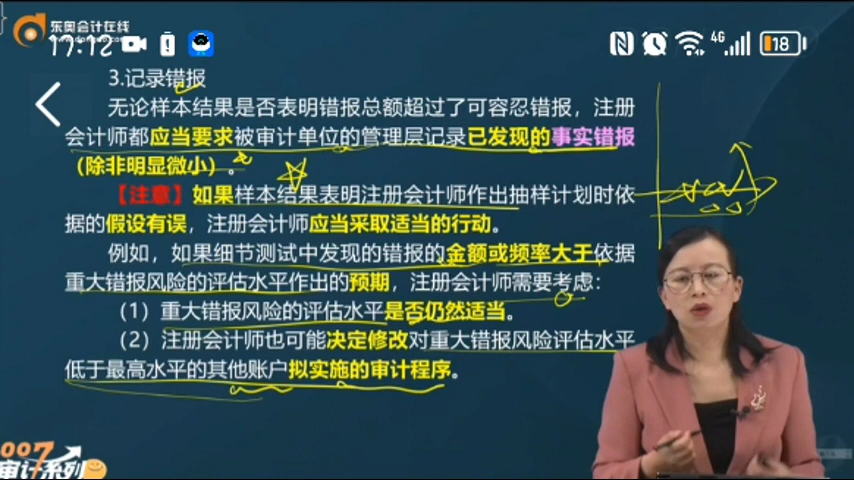 东奥会计在线
17:12
4G
18
3.记录错报
无论样本结果是否表明错报总额超过了可容忍错报，注册
会计师都应当要求被审计单位的管理层记录已发现的事实错报
（除非明显微小）。
【注意】如果样本结果表明注册会计师作出抽样计划时依
据的假设有误，注册会计师应当采取适当的行动。
例如，如果细节测试中发现的错报的金额或频率大于依据
重大错报风险的评估水平作出的预期，注册会计师需要考虑：
（1）重大错报风险的评估水平是否仍然适当。
（2）注册会计师也可能决定修改对重大错报风险评估水平
低于最高水平的其他账户拟实施的审计程序。
007
审计系列